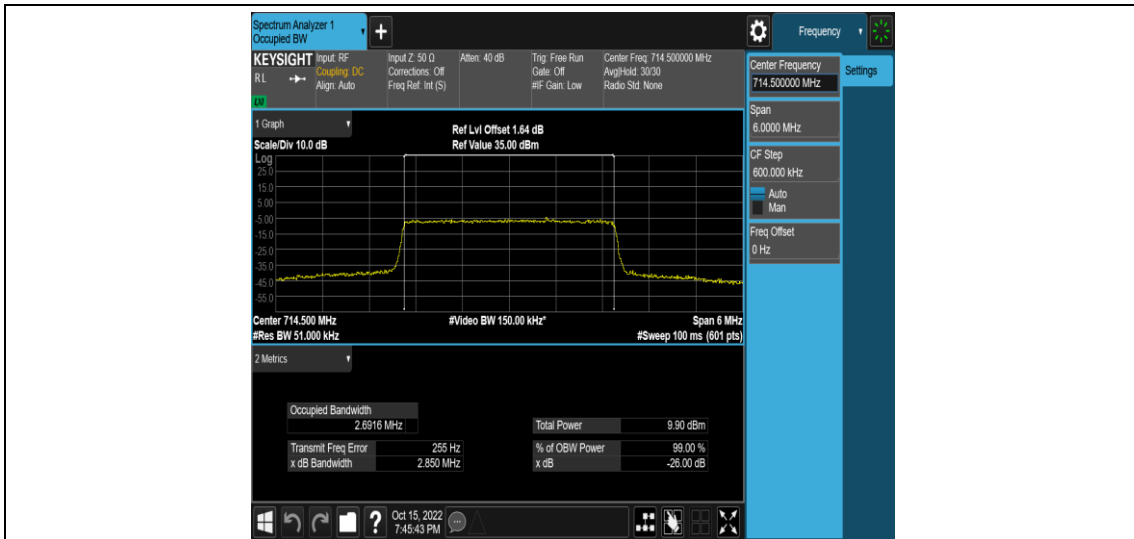 Spectrum Analyzer 1
Occupied BW
Frequency
KEYSIGHT
RL
LXI
Input: RF
Coupling: DC
Align: Auto
Input Z: 50 Ω
Corrections: Off
Freq Ref: Int (S)
Atten: 40 dB
Trig: Free Run
Gate: Off
#IF Gain: Low
Center Freq: 714.500000 MHz
Avg|Hold: 30/30
Radio Std: None
Center Frequency
714.500000 MHz
Settings
Span
6.0000 MHz
CF Step
600.000 kHz
Auto
Man
Freq Offset
0 Hz
1 Graph
Scale/Div 10.0 dB
Ref Lvl Offset 1.64 dB
Ref Value 35.00 dBm
Log
25.0
15.0
5.00
-5.00
-15.0
-25.0
-35.0
-45.0
-55.0
Center 714.500 MHz
#Video BW 150.00 kHz*
Span 6 MHz
#Res BW 51.000 kHz
#Sweep 100 ms (601 pts)
2 Metrics
Occupied Bandwidth
2.6916 MHz
Total Power 9.90 dBm
Transmit Freq Error 255 Hz
% of OBW Power 99.00 %
x dB Bandwidth 2.850 MHz
x dB -26.00 dB
?
Oct 15, 2022
7:45:43 PM